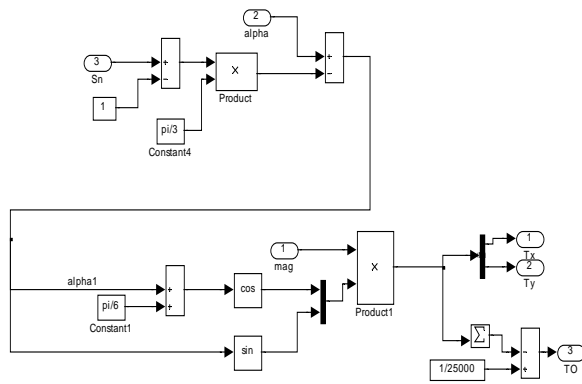 2
alpha
3
Sn
+
-
+
-
X
Product
1
pi/3
Constant4
1
mag
X
Product1
1
Tx
2
Ty
alpha1
+
+
pi/6
Constant1
cos
sin
Σ
-
+
1/25000
3
TO